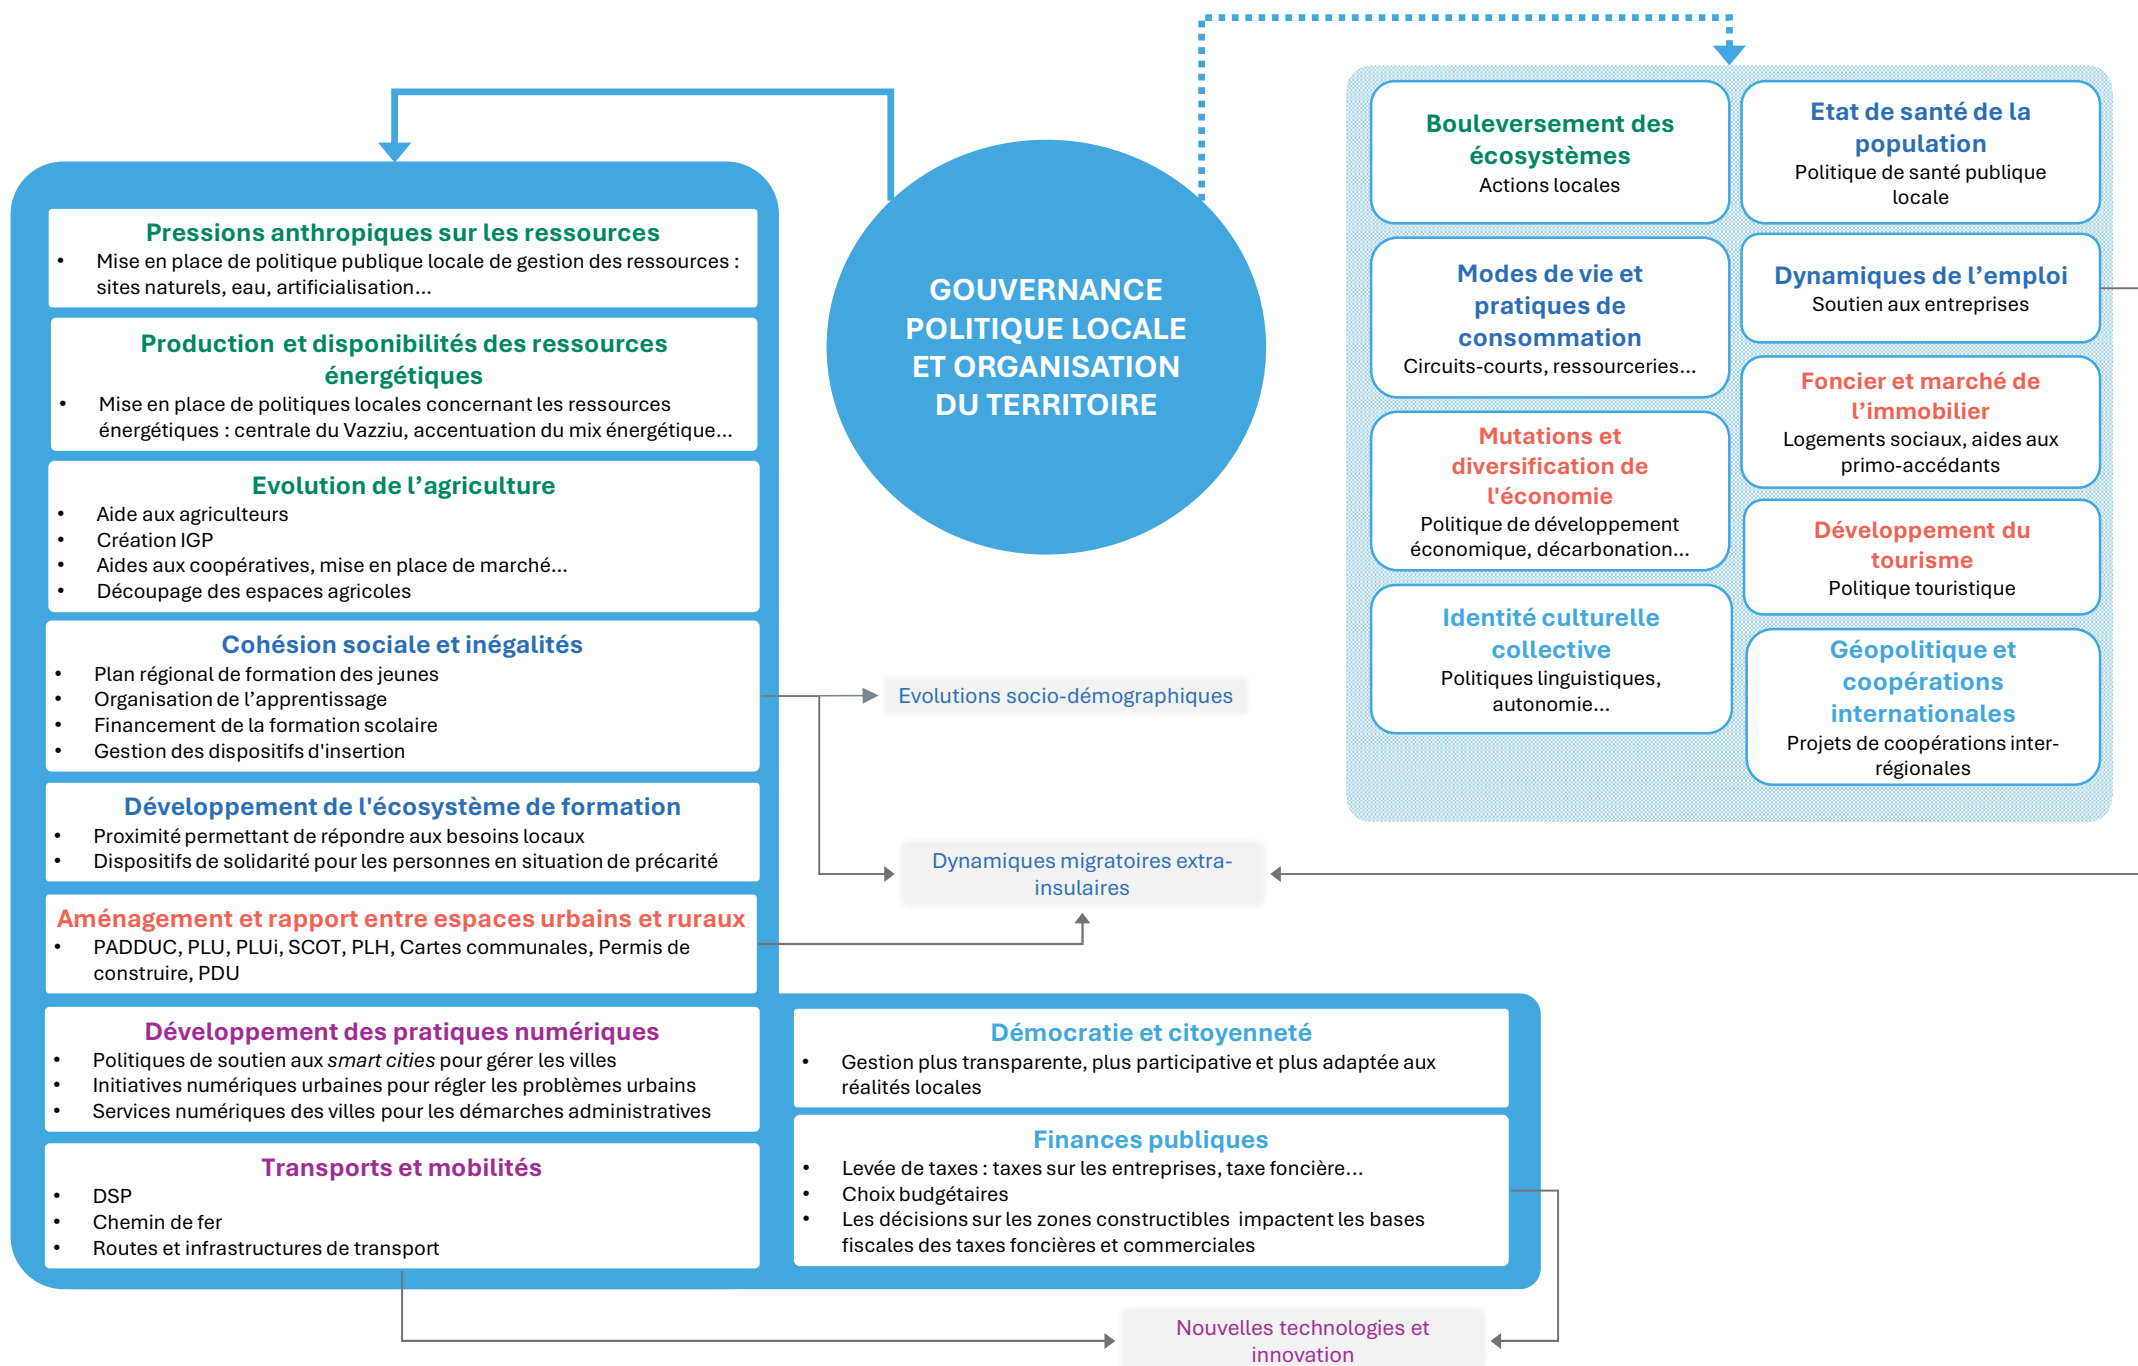 GOUVERNANCE
POLITIQUE LOCALE
ET ORGANISATION
DU TERRITOIRE
Pressions anthropiques sur les ressources
• Mise en place de politique publique locale de gestion des ressources :
sites naturels, eau, artificialisation…
Production et disponibilités des ressources
énergétiques
• Mise en place de politiques locales concernant les ressources
énergétiques : centrale du Vazziu, accentuation du mix énergétique…
Evolution de l’agriculture
• Aide aux agriculteurs
• Création IGP
• Aides aux coopératives, mise en place de marché…
• Découpage des espaces agricoles
Cohésion sociale et inégalités
• Plan régional de formation des jeunes
• Organisation de l’apprentissage
• Financement de la formation scolaire
• Gestion des dispositifs d'insertion
Développement de l'écosystème de formation
• Proximité permettant de répondre aux besoins locaux
• Dispositifs de solidarité pour les personnes en situation de précarité
Aménagement et rapport entre espaces urbains et ruraux
• PADDUC, PLU, PLUi, SCOT, PLH, Cartes communales, Permis de
construire, PDU
Développement des pratiques numériques
• Politiques de soutien aux smart cities pour gérer les villes
• Initiatives numériques urbaines pour régler les problèmes urbains
• Services numériques des villes pour les démarches administratives
Transports et mobilités
• DSP
• Chemin de fer
• Routes et infrastructures de transport
Démocratie et citoyenneté
• Gestion plus transparente, plus participative et plus adaptée aux
réalités locales
Finances publiques
• Levée de taxes : taxes sur les entreprises, taxe foncière…
• Choix budgétaires
• Les décisions sur les zones constructibles impactent les bases
fiscales des taxes foncières et commerciales
Evolutions socio-démographiques
Dynamiques migratoires extra-
insulaires
Nouvelles technologies et
innovation
Bouleversement des
écosystèmes
Actions locales
Modes de vie et
pratiques de
consommation
Circuits-courts, ressourceries…
Mutations et
diversification de
l'économie
Politique de développement
économique, décarbonation…
Identité culturelle
collective
Politiques linguistiques,
autonomie…
Etat de santé de la
population
Politique de santé publique
locale
Dynamiques de l’emploi
Soutien aux entreprises
Foncier et marché de
l’immobilier
Logements sociaux, aides aux
primo-accédants
Développement du
tourisme
Politique touristique
Géopolitique et
coopérations
internationales
Projets de coopérations inter-
régionales